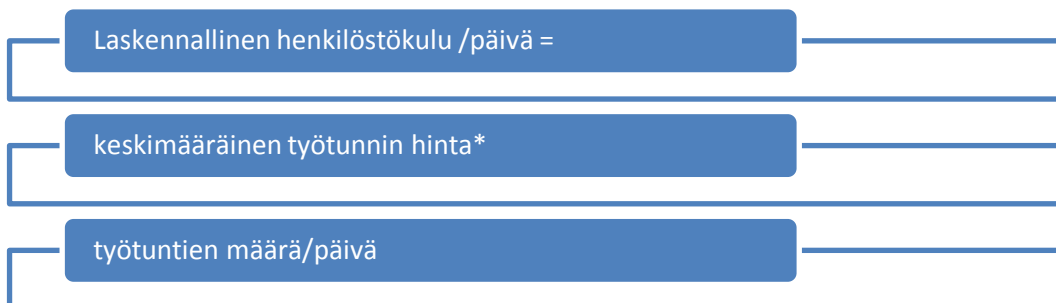 Laskennallinen henkilöstökulu /päivä =
keskimääräinen työtunnin hinta*
työtuntien määrä/päivä